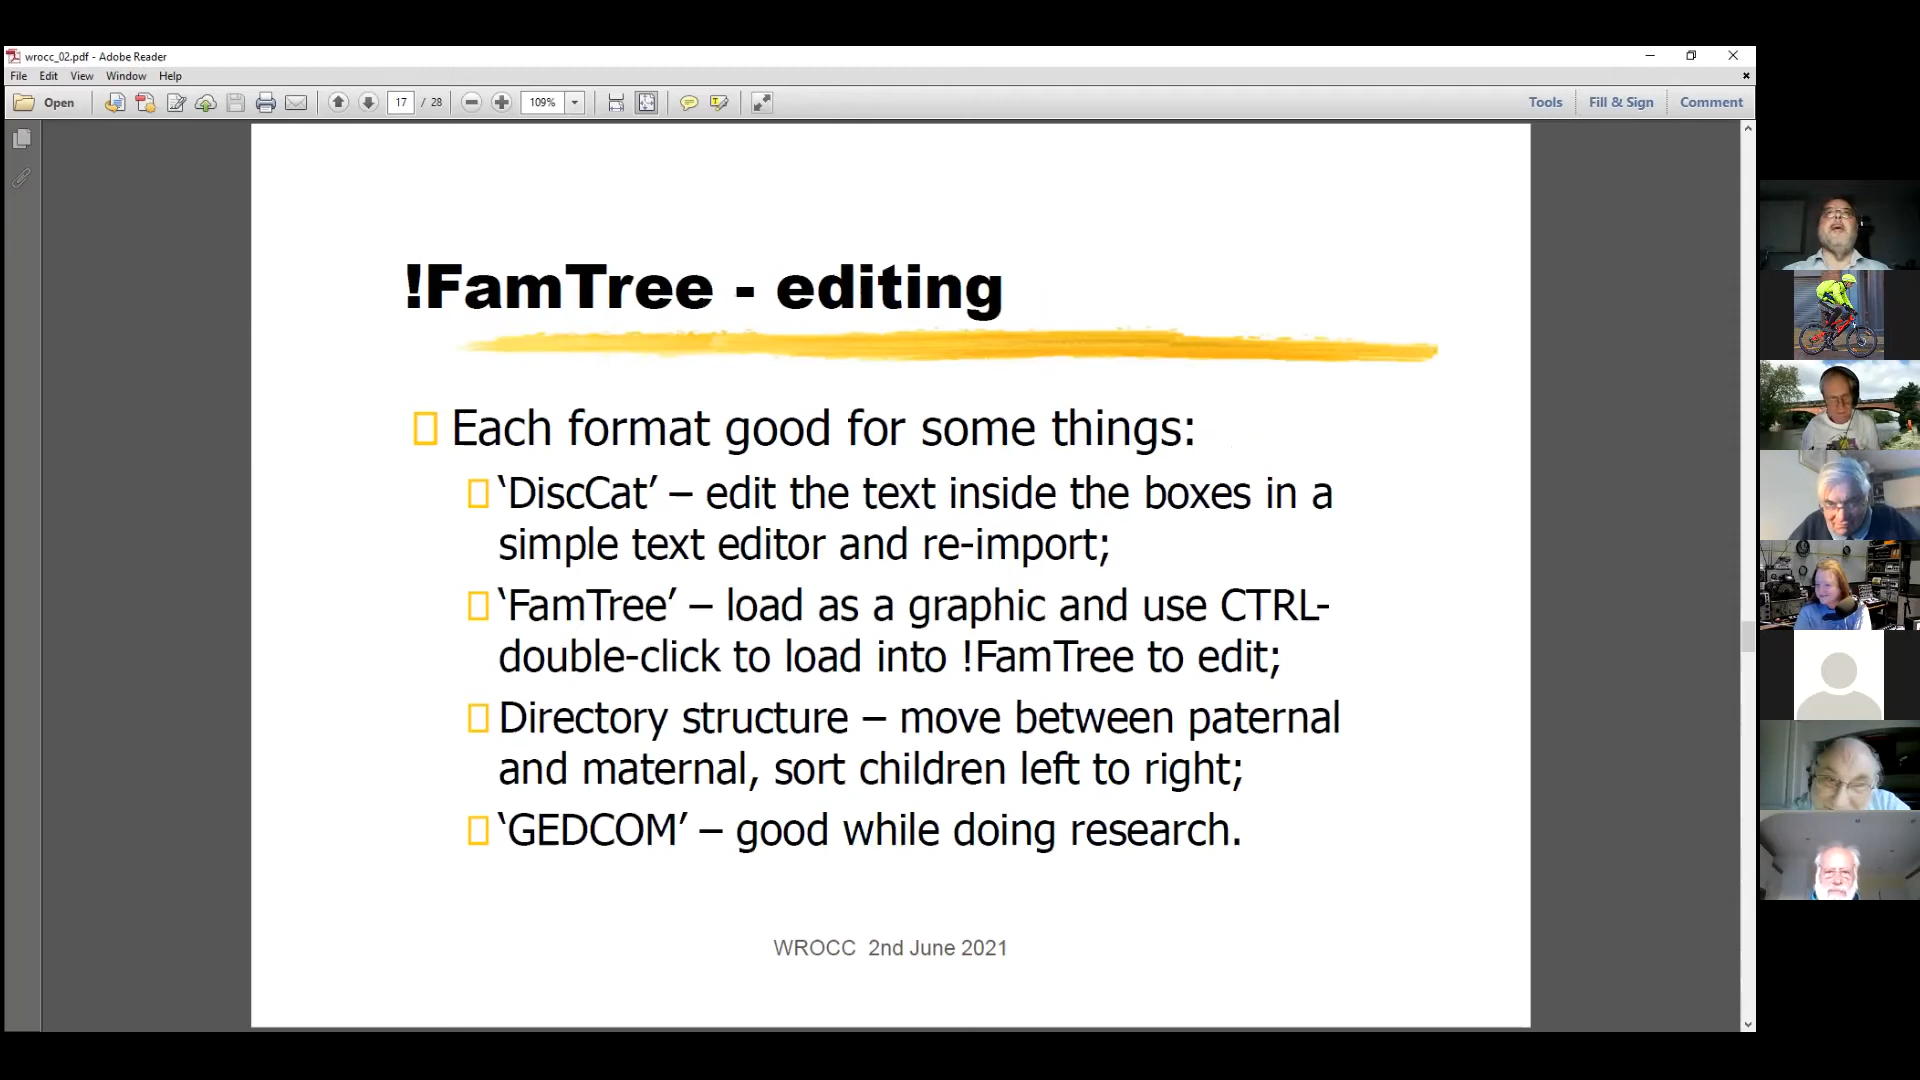 wrocc_02.pdf - Adobe Reader
File Edit View Window Help
Open 17 / 28 109% Tools Fill & Sign Comment
!FamTree - editing
Each format good for some things:
‘DiscCat’ – edit the text inside the boxes in a
simple text editor and re-import;
‘FamTree’ – load as a graphic and use CTRL-
double-click to load into !FamTree to edit;
Directory structure – move between paternal
and maternal, sort children left to right;
‘GEDCOM’ – good while doing research.
WROCC 2nd June 2021